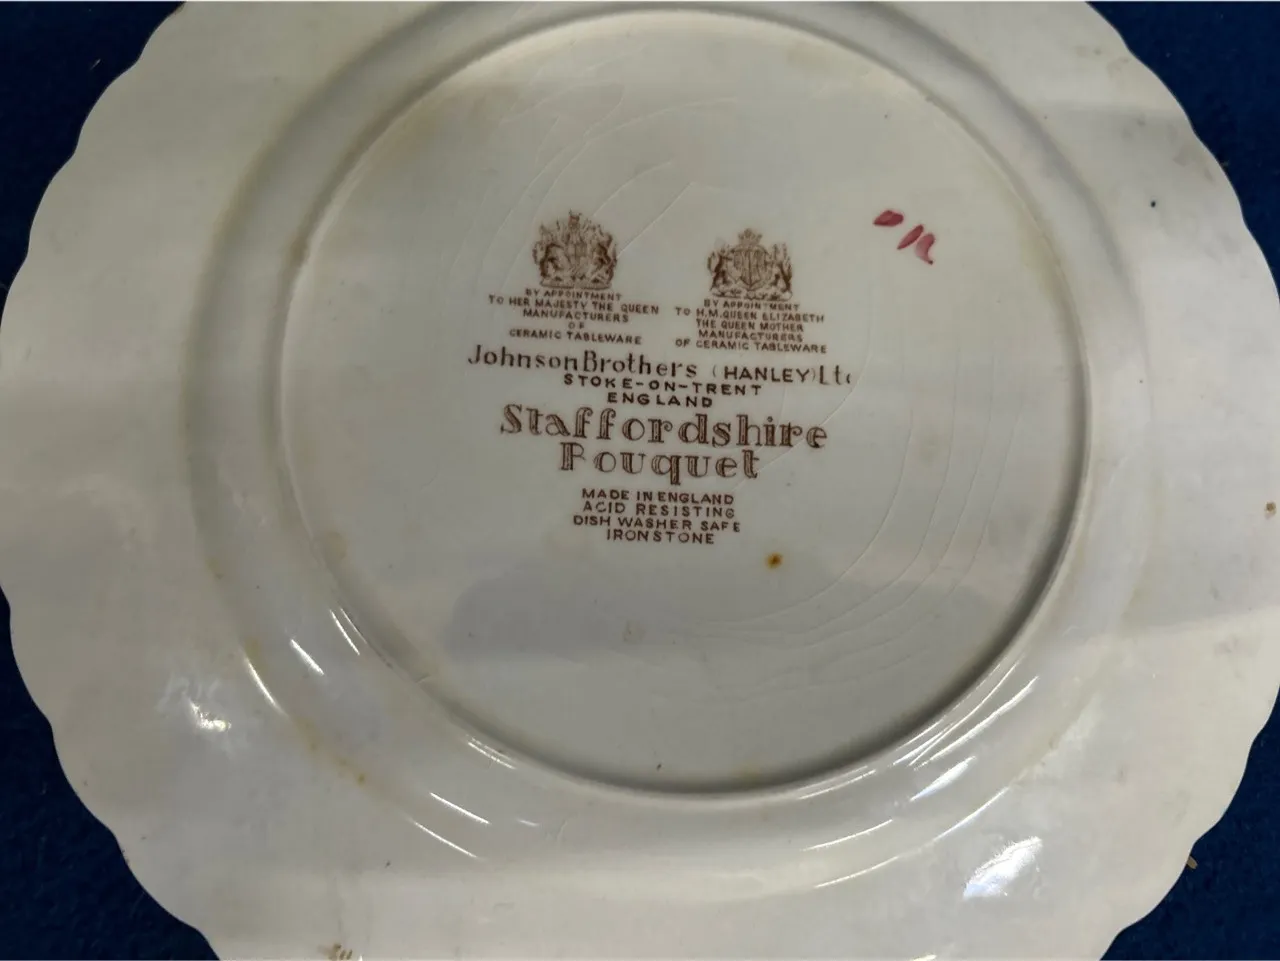 BY APPOINTMENT
TO HER MAJESTY THE QUEEN
MANUFACTURERS
OF
CERAMIC TABLEWARE
BY APPOINTMENT
TO H.M. QUEEN ELIZABETH
THE QUEEN MOTHER
MANUFACTURERS
OF CERAMIC TABLEWARE
Johnson Brothers (HANLEY) Ltd
STOKE-ON-TRENT
ENGLAND
Staffordshire
Bouquet
MADE IN ENGLAND
ACID RESISTING
DISH WASHER SAFE
IRONSTONE